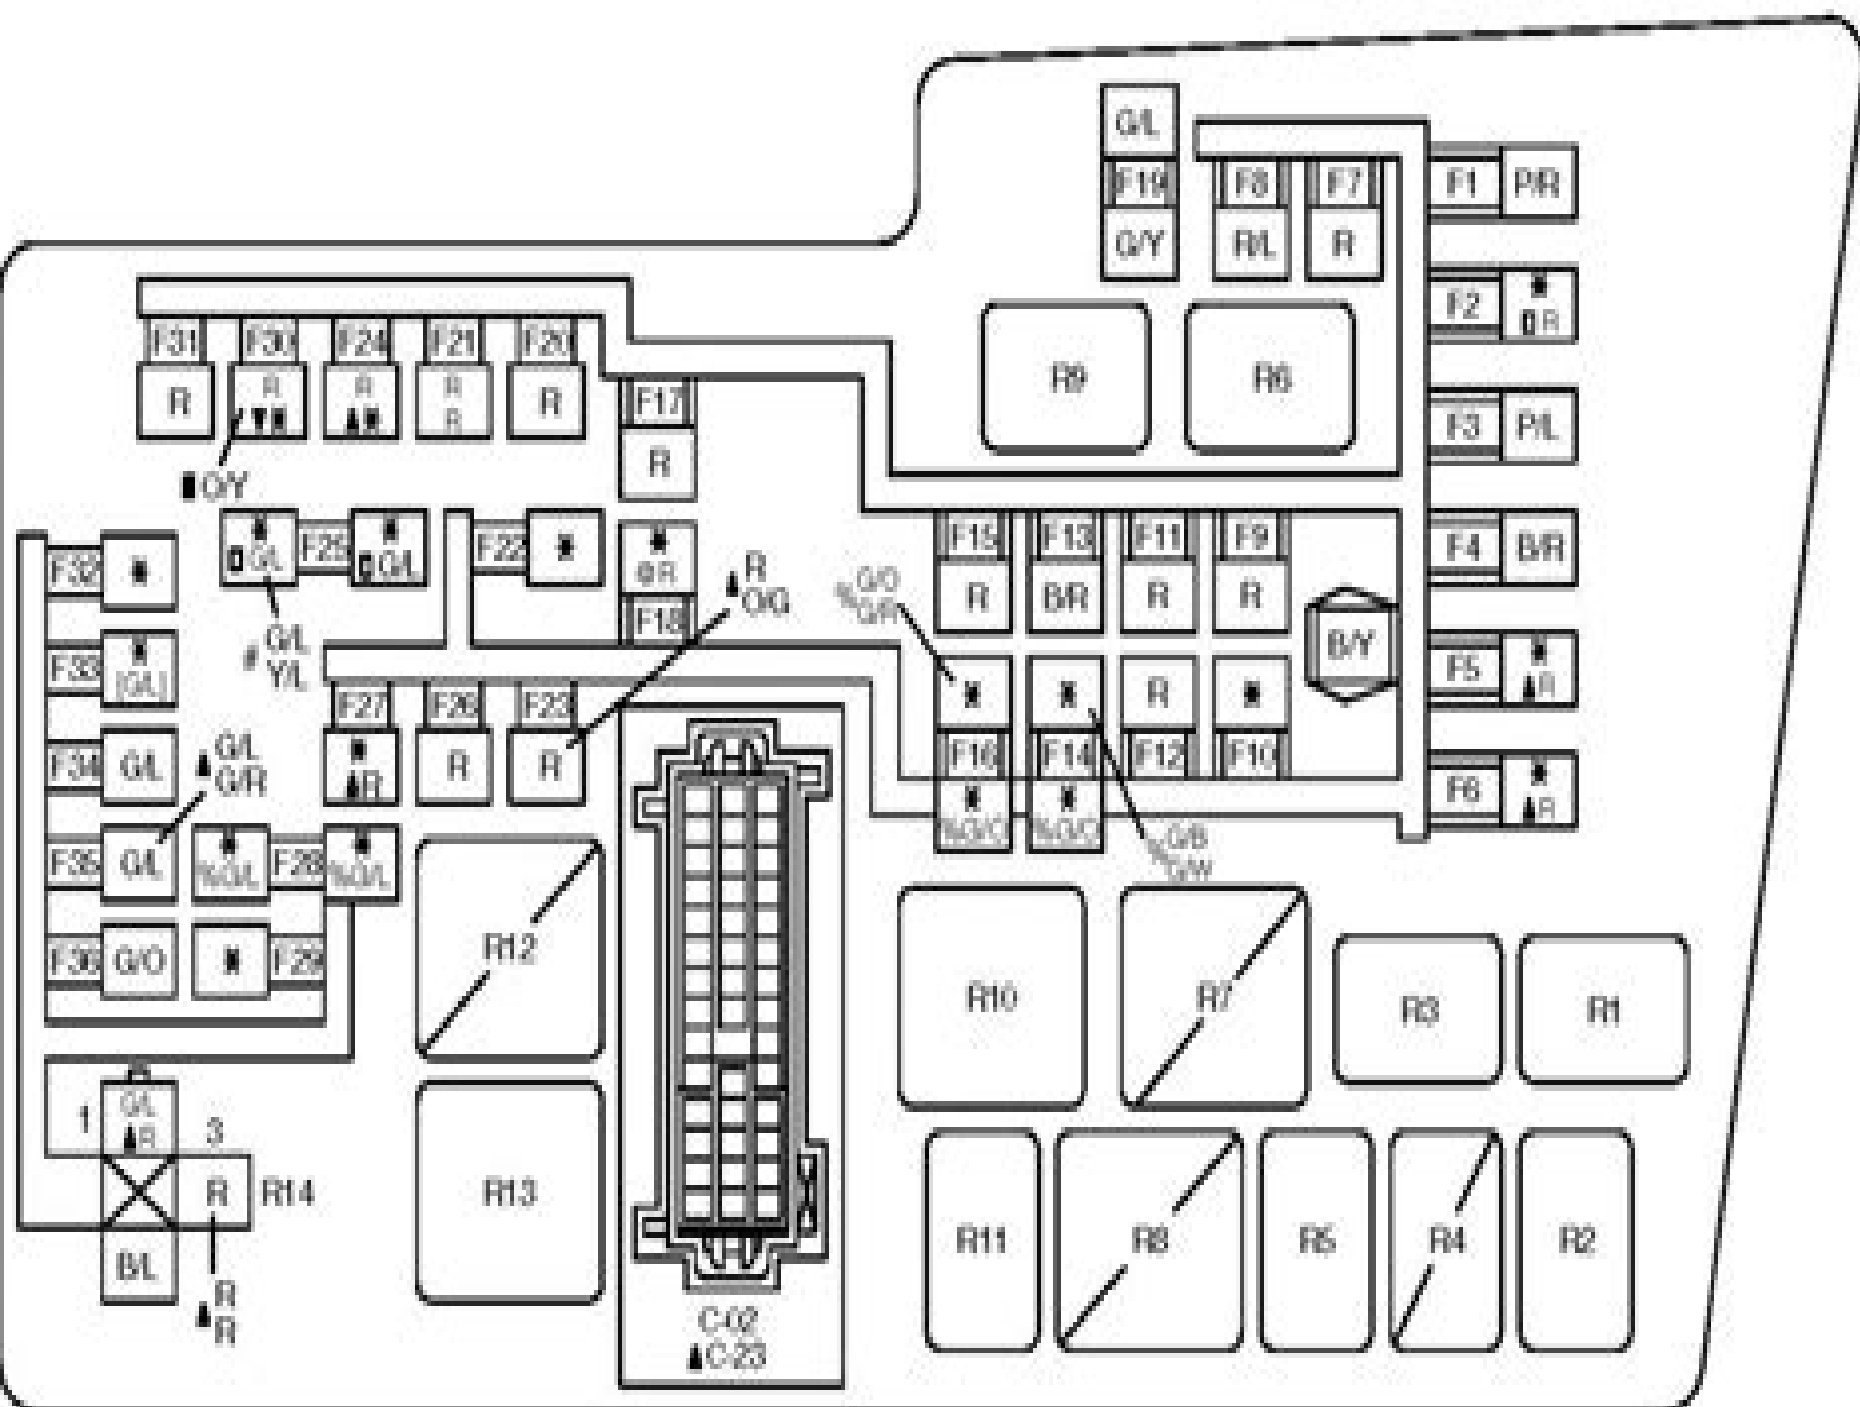 G/L
F19 F8 F7 F1 P/R
G/Y R/L R
F2 * ▯R
F31 F30 F24 F21 F20
R R ▼* R ▲* R R R
F17
R
R9 R6
F3 P/L
▮O/Y
F32 *
* ▯G/L F25 * ▯G/L
F22 *
* ΦR
F18
▲ R O/G
% G/O G/R
F15 F13 F11 F9
R B/R R R
B/Y
F4 B/R
F33 * [G/L]
# G/L Y/L
* * R *
F16 F14 F12 F10
* %G/O * %G/O
F5 * ▲R
F27 F26 F23
* ▲R R R
F34 G/L
▲ G/L G/R
F6 * ▲R
% G/B G/W
F35 G/L * %G/L F28 * %G/L
F36 G/O * F29
R12
R10 R7 R3 R1
1 G/L ▲R 3
R R14
B/L
▲ R R
R13
R11 R8 R5 R4 R2
C-02
▲C-23